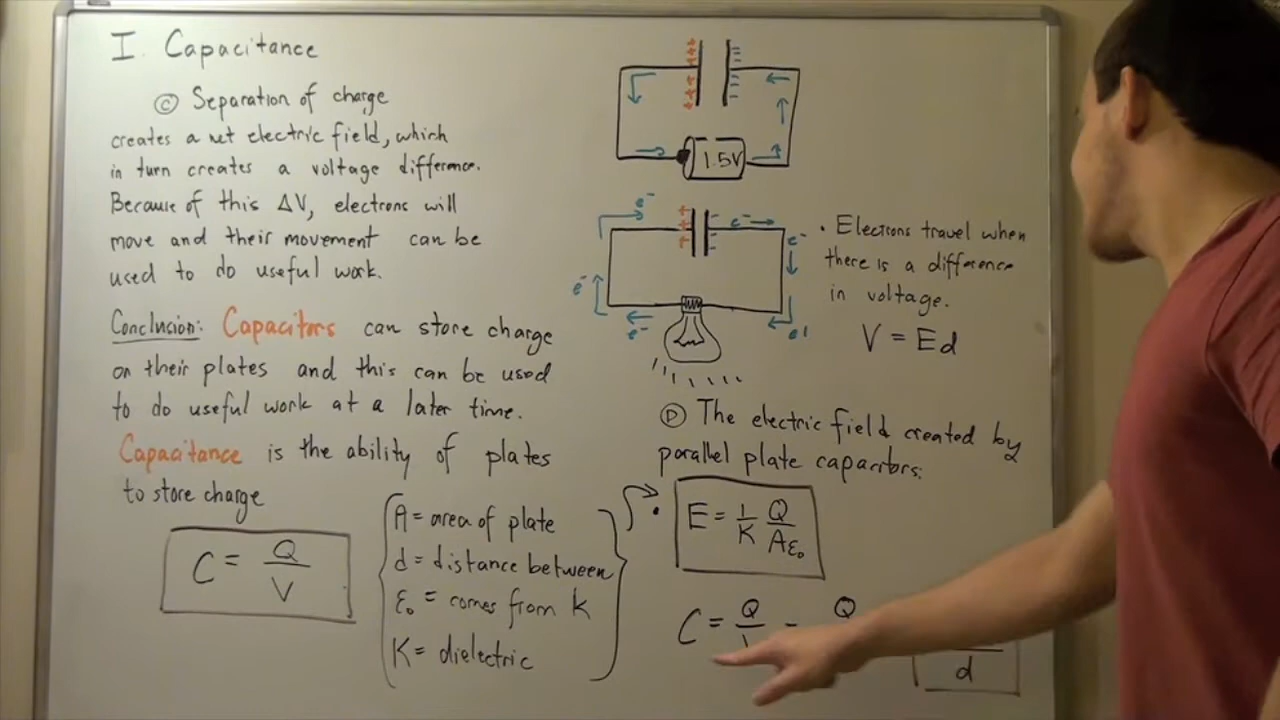 I. Capacitance
Ⓒ Separation of charge
creates a net electric field, which
in turn creates a voltage difference.
Because of this ΔV, electrons will
move and their movement can be
used to do useful work.
Conclusion: Capacitors can store charge
on their plates and this can be used
to do useful work at a later time.
Capacitance is the ability of plates
to store charge
C = Q/V
A = area of plate
d = distance between
ε₀ = comes from k
K = dielectric
1.5V
e⁻
e⁻
e⁻
e⁻
e⁻
• Electrons travel when
there is a difference
in voltage.
V = Ed
Ⓓ The electric field created by
parallel plate capacitors:
• E = 1/K Q/Aε₀
C = Q = Q
d